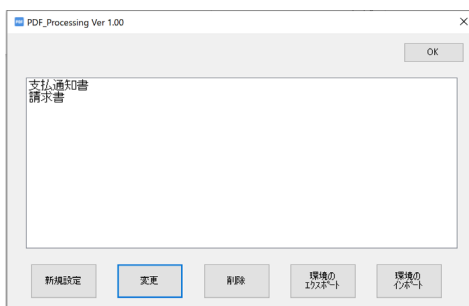 PDF_Processing Ver 1.00
OK
支払通知書
請求書
新規設定
変更
削除
環境の
ｴｸｽﾎﾟｰﾄ
環境の
ｲﾝﾎﾟｰﾄ